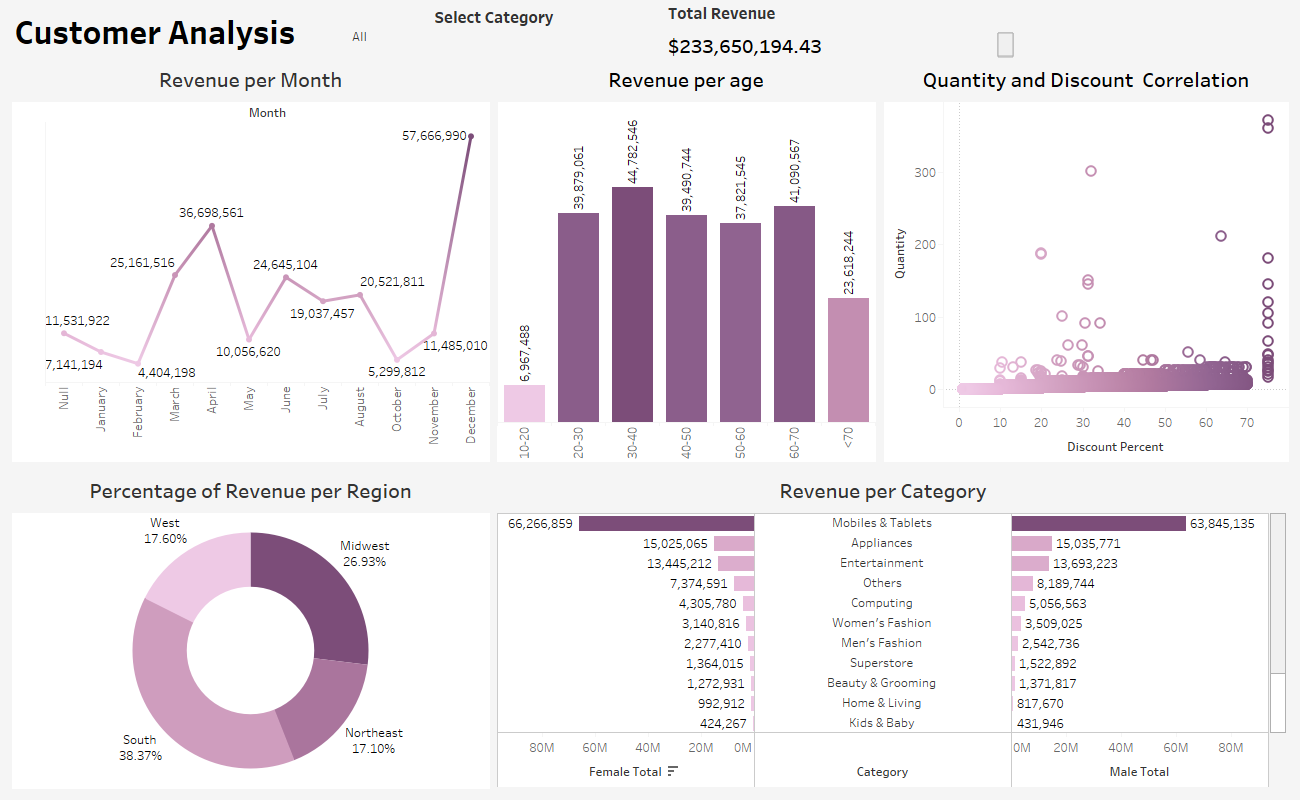 Customer Analysis
All
Select Category
Total Revenue
$233,650,194.43
Revenue per Month
Month
57,666,990
36,698,561
25,161,516
24,645,104
20,521,811
19,037,457
11,531,922
10,056,620
11,485,010
7,141,194
4,404,198
5,299,812
Null
January
February
March
April
May
June
July
August
October
November
December
Revenue per age
6,967,488
39,879,061
44,782,546
39,490,744
37,821,545
41,090,567
23,618,244
10-20
20-30
30-40
40-50
50-60
60-70
<70
Quantity and Discount Correlation
Quantity
300
200
100
0
0 10 20 30 40 50 60 70
Discount Percent
Percentage of Revenue per Region
West
17.60%
Midwest
26.93%
Northeast
17.10%
South
38.37%
Revenue per Category
66,266,859 Mobiles & Tablets 63,845,135
15,025,065 Appliances 15,035,771
13,445,212 Entertainment 13,693,223
7,374,591 Others 8,189,744
4,305,780 Computing 5,056,563
3,140,816 Women's Fashion 3,509,025
2,277,410 Men's Fashion 2,542,736
1,364,015 Superstore 1,522,892
1,272,931 Beauty & Grooming 1,371,817
992,912 Home & Living 817,670
424,267 Kids & Baby 431,946
80M 60M 40M 20M 0M 0M 20M 40M 60M 80M
Female Total Category Male Total